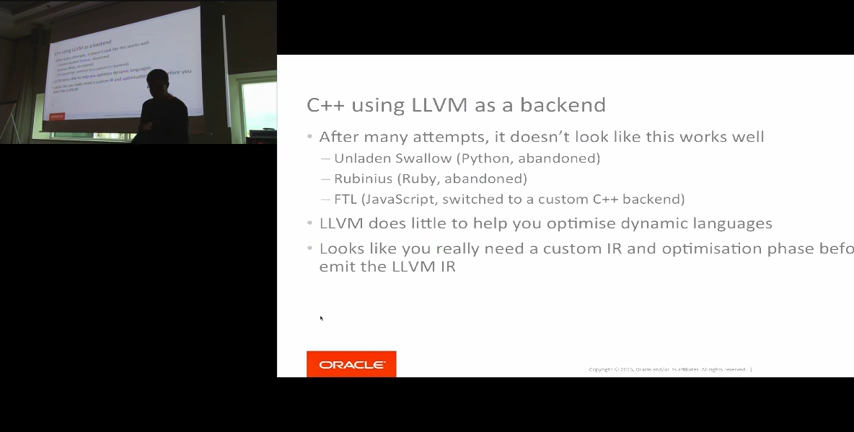 C++ using LLVM as a backend
• After many attempts, it doesn't look like this works well
– Unladen Swallow (Python, abandoned)
– Rubinius (Ruby, abandoned)
– FTL (JavaScript, switched to a custom C++ backend)
• LLVM does little to help you optimise dynamic languages
• Looks like you really need a custom IR and optimisation phase befo
emit the LLVM IR
ORACLE
Copyright © 2015, Oracle and/or its affiliates. All rights reserved. |